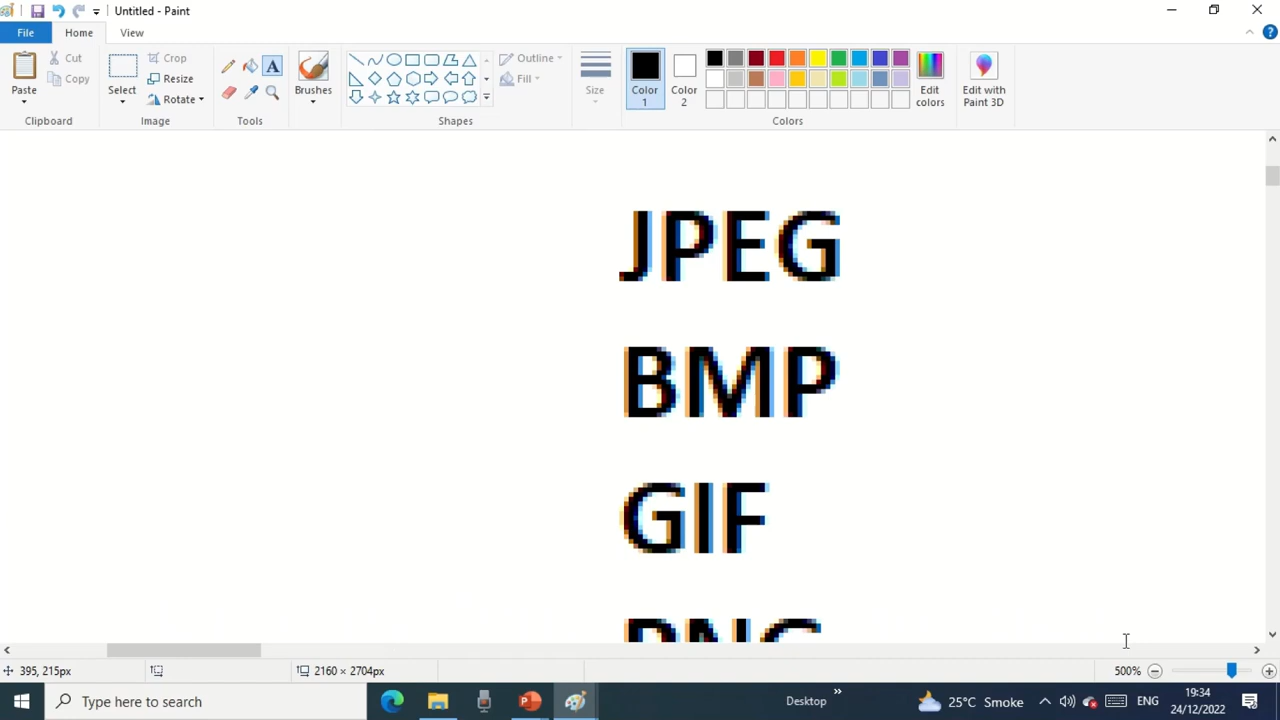 Untitled - Paint
File Home View
Paste
Cut
Copy
Clipboard
Select
Crop
Resize
Rotate
Image
Tools
Brushes
Shapes
Outline
Fill
Size
Color 1
Color 2
Edit colors
Colors
Edit with Paint 3D
JPEG
BMP
GIF
PNG
395, 215px
2160 × 2704px
500%
Type here to search
Desktop
25°C Smoke
ENG
19:34
24/12/2022